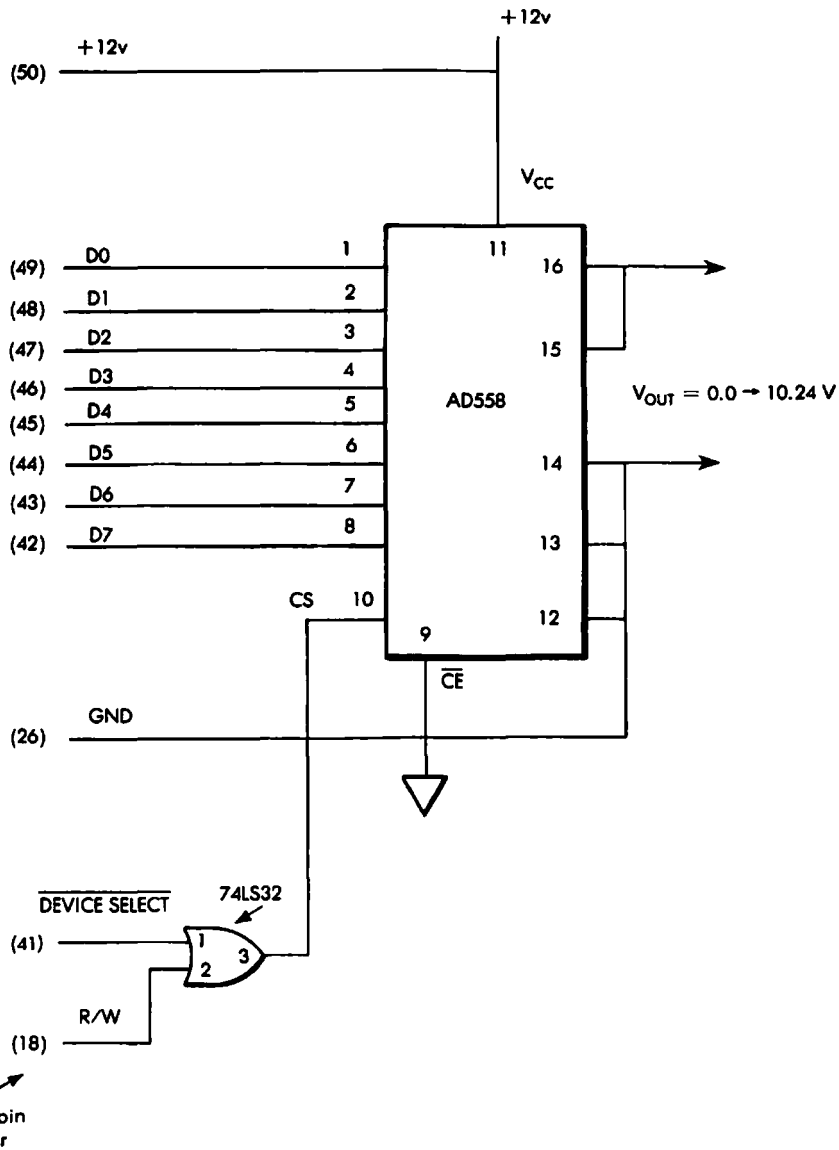 +12v
+12v
(50)
VCC
11
(49) D0 1
16
(48) D1 2
(47) D2 3
15
(46) D3 4
AD558
VOUT = 0.0 → 10.24 V
(45) D4 5
(44) D5 6
14
(43) D6 7
(42) D7 8
13
CS 10
12
9
CE
GND
(26)
DEVICE SELECT
74LS32
(41)
1
3
2
R/W
(18)